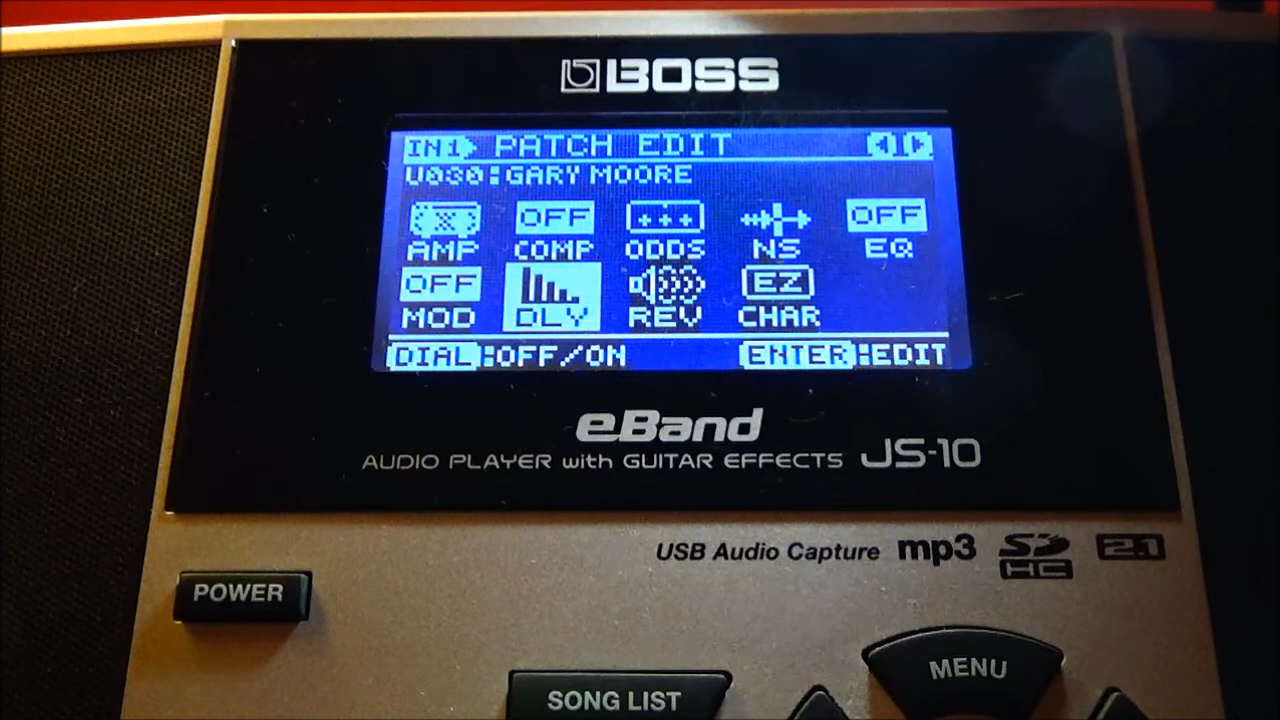 BOSS
IN1 PATCH EDIT
U030:GARY MOORE
OFF OFF
AMP COMP ODDS NS EQ
OFF EZ
MOD DLY REV CHAR
DIAL:OFF/ON ENTER:EDIT
eBand
AUDIO PLAYER with GUITAR EFFECTS JS-10
USB Audio Capture mp3 SD HC 2.1
POWER
MENU
SONG LIST